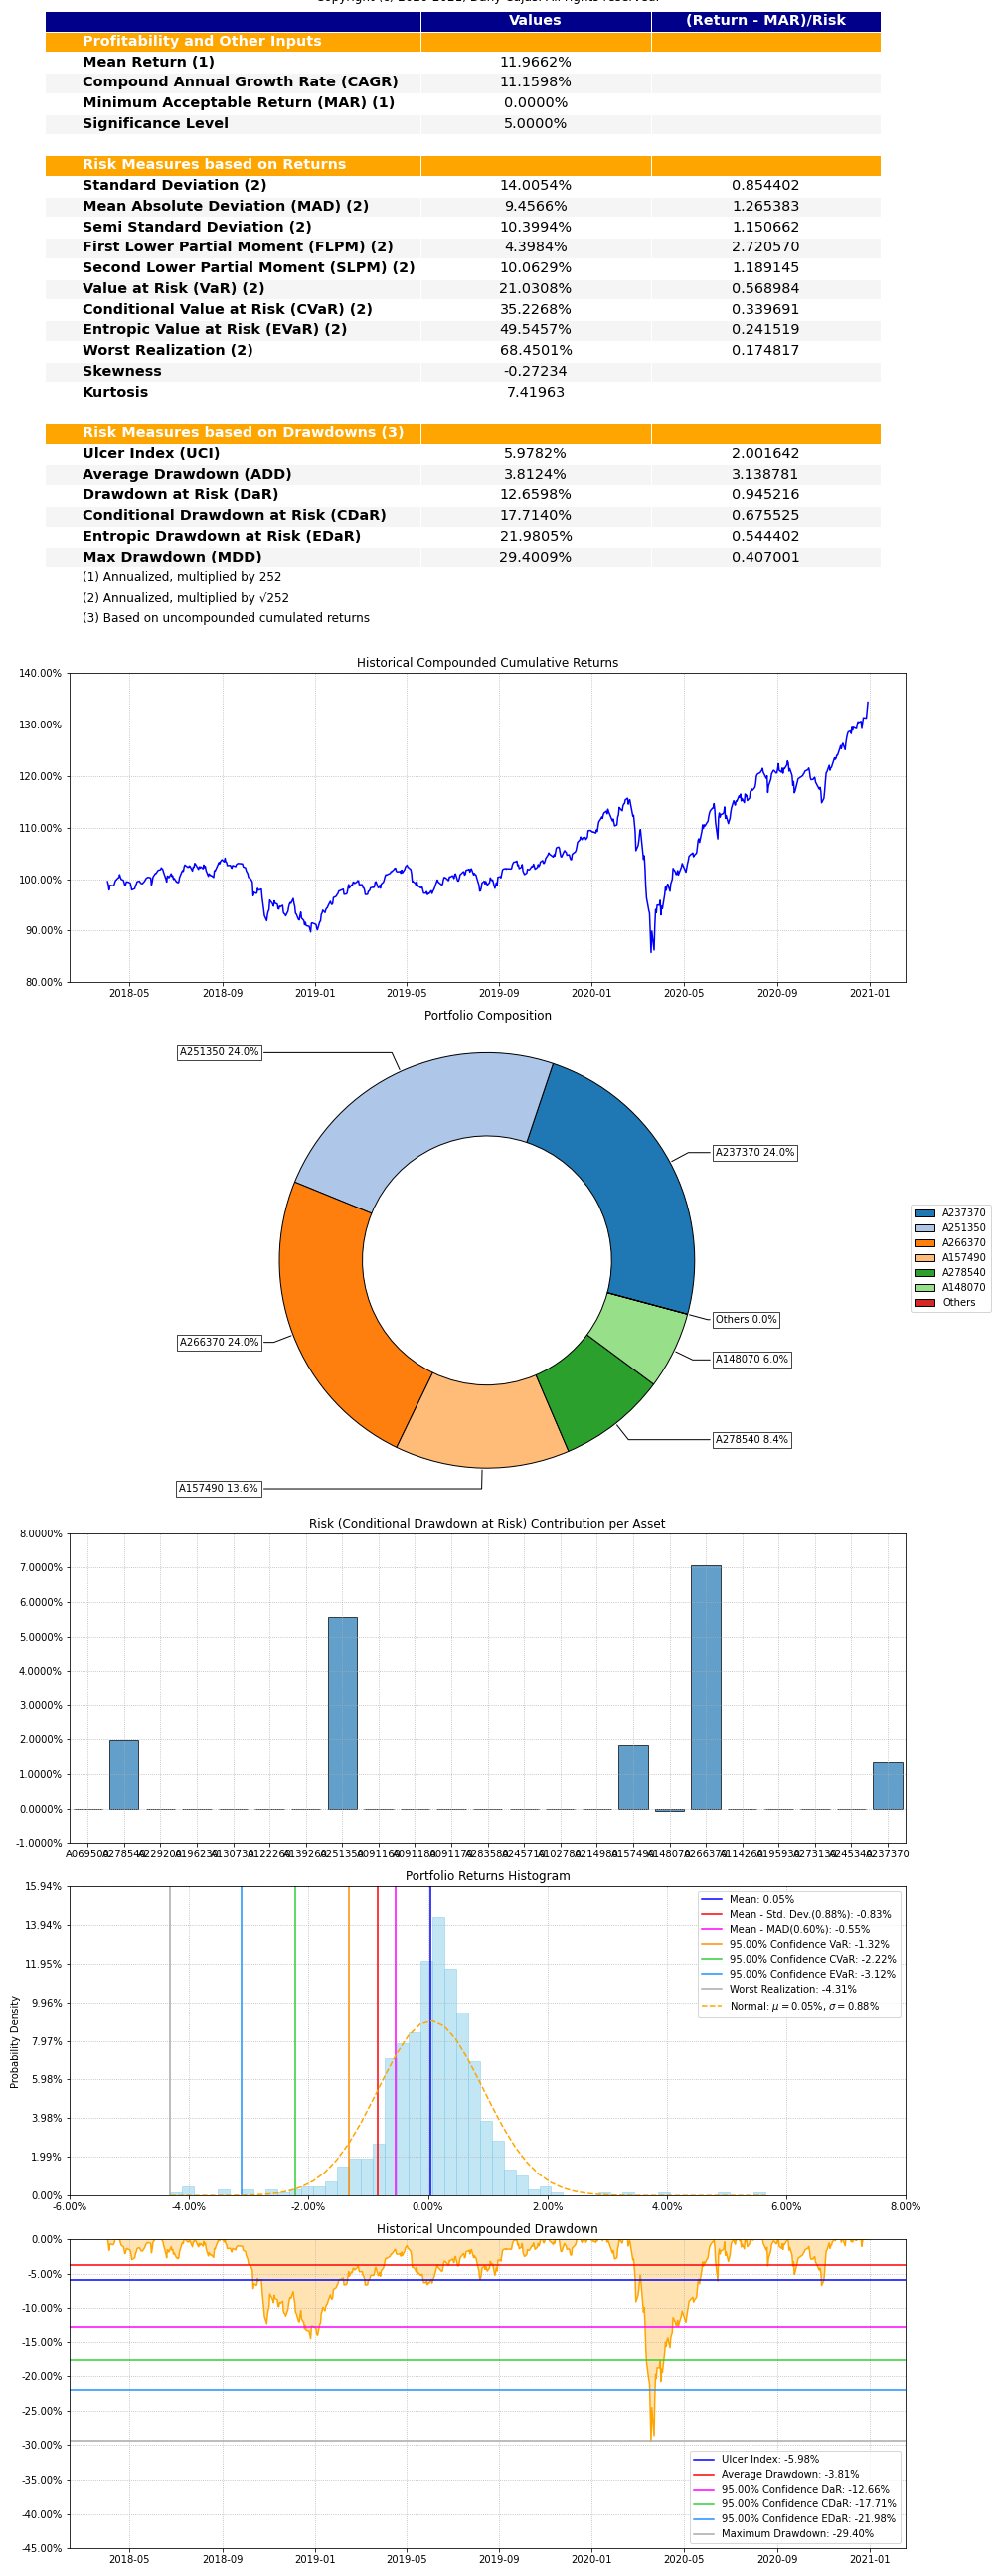 Copyright (c) 2020-2021, Dany Cajas. All rights reserved.
Values (Return - MAR)/Risk
Profitability and Other Inputs
Mean Return (1) 11.9662%
Compound Annual Growth Rate (CAGR) 11.1598%
Minimum Acceptable Return (MAR) (1) 0.0000%
Significance Level 5.0000%
Risk Measures based on Returns
Standard Deviation (2) 14.0054% 0.854402
Mean Absolute Deviation (MAD) (2) 9.4566% 1.265383
Semi Standard Deviation (2) 10.3994% 1.150662
First Lower Partial Moment (FLPM) (2) 4.3984% 2.720570
Second Lower Partial Moment (SLPM) (2) 10.0629% 1.189145
Value at Risk (VaR) (2) 21.0308% 0.568984
Conditional Value at Risk (CVaR) (2) 35.2268% 0.339691
Entropic Value at Risk (EVaR) (2) 49.5457% 0.241519
Worst Realization (2) 68.4501% 0.174817
Skewness -0.27234
Kurtosis 7.41963
Risk Measures based on Drawdowns (3)
Ulcer Index (UCI) 5.9782% 2.001642
Average Drawdown (ADD) 3.8124% 3.138781
Drawdown at Risk (DaR) 12.6598% 0.945216
Conditional Drawdown at Risk (CDaR) 17.7140% 0.675525
Entropic Drawdown at Risk (EDaR) 21.9805% 0.544402
Max Drawdown (MDD) 29.4009% 0.407001
(1) Annualized, multiplied by 252
(2) Annualized, multiplied by √252
(3) Based on uncompounded cumulated returns
Historical Compounded Cumulative Returns
140.00%
130.00%
120.00%
110.00%
100.00%
90.00%
80.00%
2018-05 2018-09 2019-01 2019-05 2019-09 2020-01 2020-05 2020-09 2021-01
Portfolio Composition
A251350 24.0%
A237370 24.0%
A266370 24.0%
Others 0.0%
A148070 6.0%
A278540 8.4%
A157490 13.6%
A237370
A251350
A266370
A157490
A278540
A148070
Others
Risk (Conditional Drawdown at Risk) Contribution per Asset
8.0000%
7.0000%
6.0000%
5.0000%
4.0000%
3.0000%
2.0000%
1.0000%
0.0000%
-1.0000%
Portfolio Returns Histogram
Probability Density
15.94%
13.94%
11.95%
9.96%
7.97%
5.98%
3.98%
1.99%
0.00%
-6.00% -4.00% -2.00% 0.00% 2.00% 4.00% 6.00% 8.00%
Mean: 0.05%
Mean - Std. Dev.(0.88%): -0.83%
Mean - MAD(0.60%): -0.55%
95.00% Confidence VaR: -1.32%
95.00% Confidence CVaR: -2.22%
95.00% Confidence EVaR: -3.12%
Worst Realization: -4.31%
Normal: μ = 0.05%, σ = 0.88%
Historical Uncompounded Drawdown
0.00%
-5.00%
-10.00%
-15.00%
-20.00%
-25.00%
-30.00%
-35.00%
-40.00%
-45.00%
Ulcer Index: -5.98%
Average Drawdown: -3.81%
95.00% Confidence DaR: -12.66%
95.00% Confidence CDaR: -17.71%
95.00% Confidence EDaR: -21.98%
Maximum Drawdown: -29.40%
2018-05 2018-09 2019-01 2019-05 2019-09 2020-01 2020-05 2020-09 2021-01